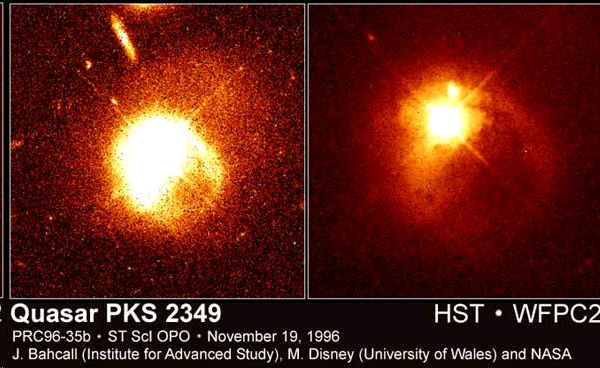 2 Quasar PKS 2349 HST • WFPC2
PRC96-35b • ST ScI OPO • November 19, 1996
J. Bahcall (Institute for Advanced Study), M. Disney (University of Wales) and NASA